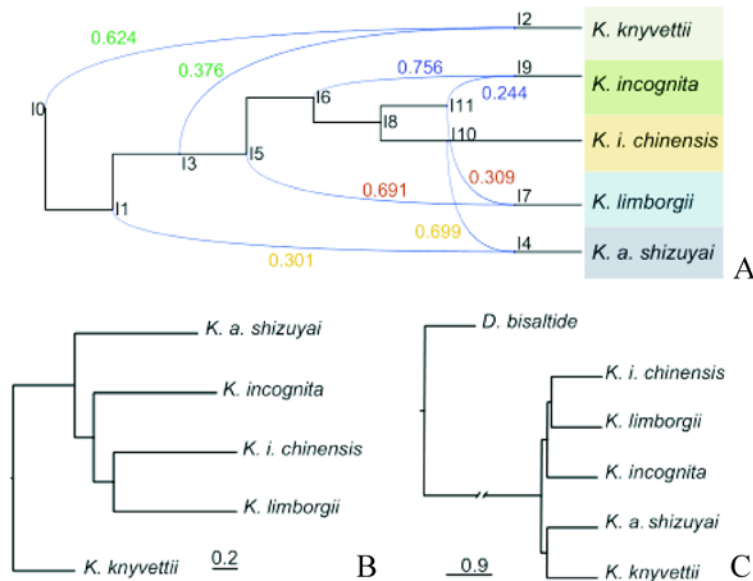 I2
K. knyvettii
0.624
0.376
I9
K. incognita
0.756
0.244
I0
I6
I11
I8
I10
K. i. chinensis
I3
I5
0.691
0.309
I7
K. limborgii
I1
0.699
I4
0.301
K. a. shizuyai
A
K. a. shizuyai
K. incognita
K. i. chinensis
K. limborgii
K. knyvettii
0.2
B
D. bisaltide
K. i. chinensis
K. limborgii
K. incognita
K. a. shizuyai
K. knyvettii
0.9
C